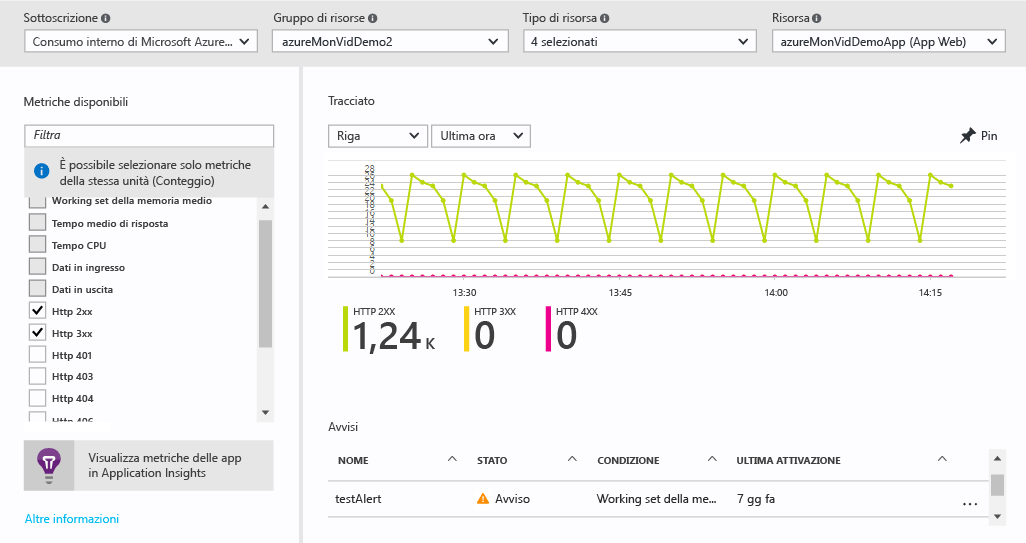 Sottoscrizione
Gruppo di risorse
Tipo di risorsa
Risorsa
Consumo interno di Microsoft Azure...
azureMonVidDemo2
4 selezionati
azureMonVidDemoApp (App Web)
Metriche disponibili
Filtra
È possibile selezionare solo metriche
della stessa unità (Conteggio)
Working set della memoria medio
Tempo medio di risposta
Tempo CPU
Dati in ingresso
Dati in uscita
Http 2xx
Http 3xx
Http 401
Http 403
Http 404
Http 406
Visualizza metriche delle app
in Application Insights
Altre informazioni
Tracciato
Riga
Ultima ora
Pin
28
26
24
22
20
18
16
14
12
10
8
6
4
2
0
13:30
13:45
14:00
14:15
HTTP 2XX
1,24 K
HTTP 3XX
0
HTTP 4XX
0
Avvisi
NOME
STATO
CONDIZIONE
ULTIMA ATTIVAZIONE
testAlert
Avviso
Working set della me...
7 gg fa
...